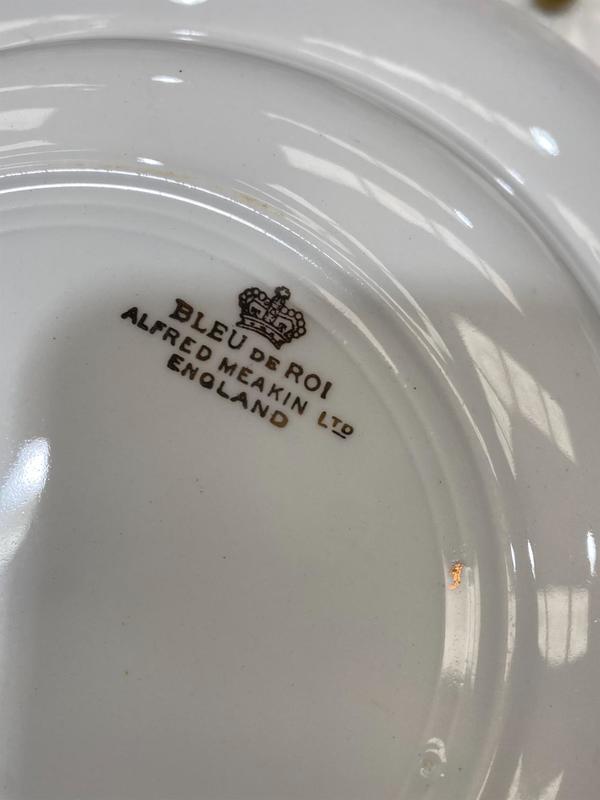 BLEU DE ROI
ALFRED MEAKIN LTD
ENGLAND